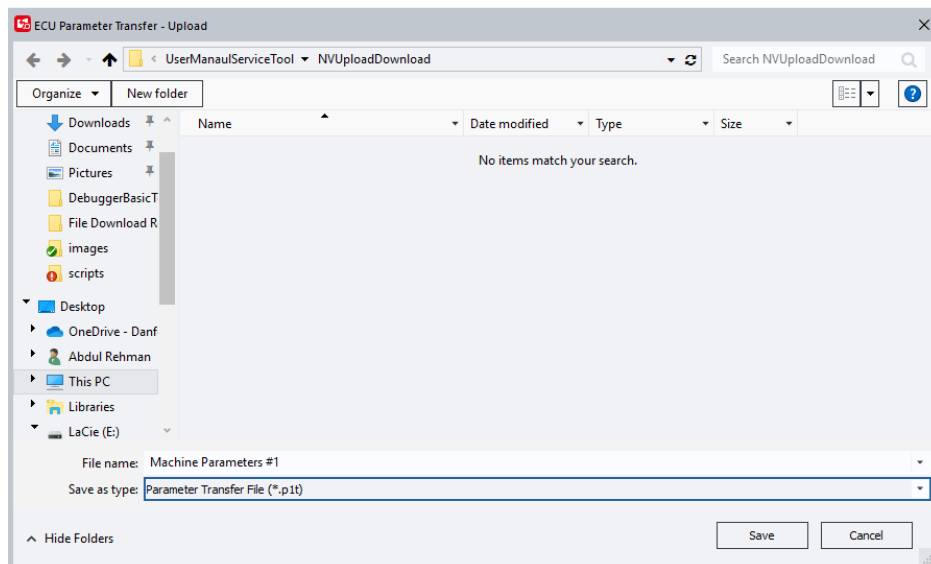 ECU Parameter Transfer - Upload
UserManaulServiceTool NVUploadDownload
Search NVUploadDownload
Organize New folder
Name Date modified Type Size
No items match your search.
Downloads
Documents
Pictures
DebuggerBasicT
File Download R
images
scripts
Desktop
OneDrive - Danf
Abdul Rehman
This PC
Libraries
LaCie (E:)
File name: Machine Parameters #1
Save as type: Parameter Transfer File (*.p1t)
Hide Folders
Save Cancel